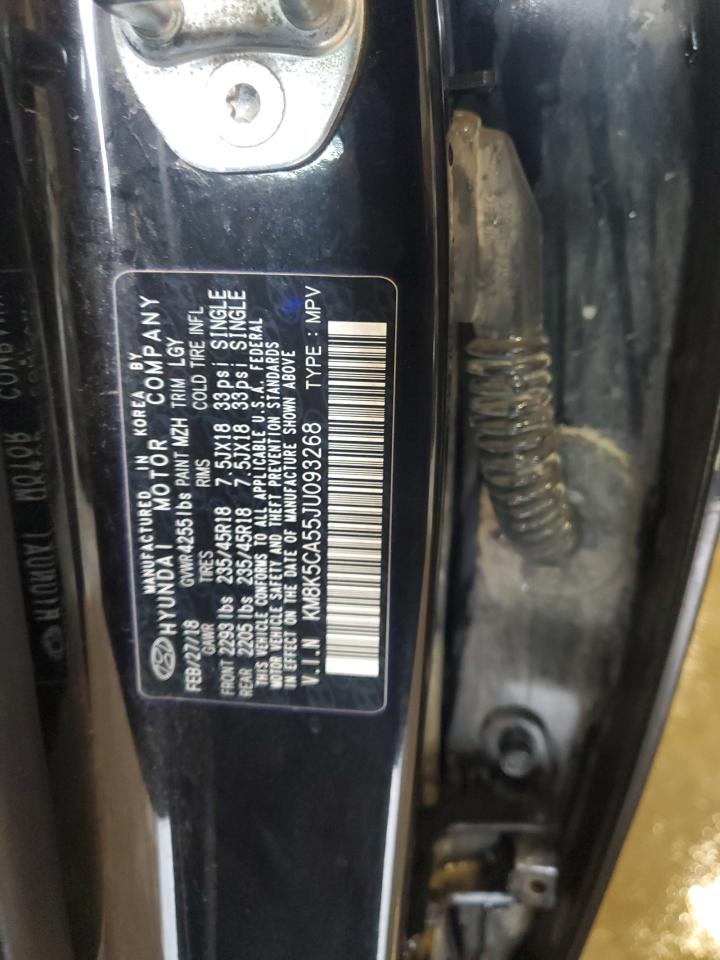 MANUFACTURED IN KOREA BY
HYUNDAI MOTOR COMPANY
FEB/27/18 GVWR4255lbs PAINT MZH TRIM LGY
GAWR TIRES RIMS COLD TIRE INFL
FRONT 2293 lbs 235/45R18 7.5JX18 33psi SINGLE
REAR 2205 lbs 235/45R18 7.5JX18 33psi SINGLE
THIS VEHICLE CONFORMS TO ALL APPLICABLE U.S.A. FEDERAL
MOTOR VEHICLE SAFETY AND THEFT PREVENTION STANDARDS
IN EFFECT ON THE DATE OF MANUFACTURE SHOWN ABOVE
V.I.N KM8K5CA55JU093268 TYPE : MPV